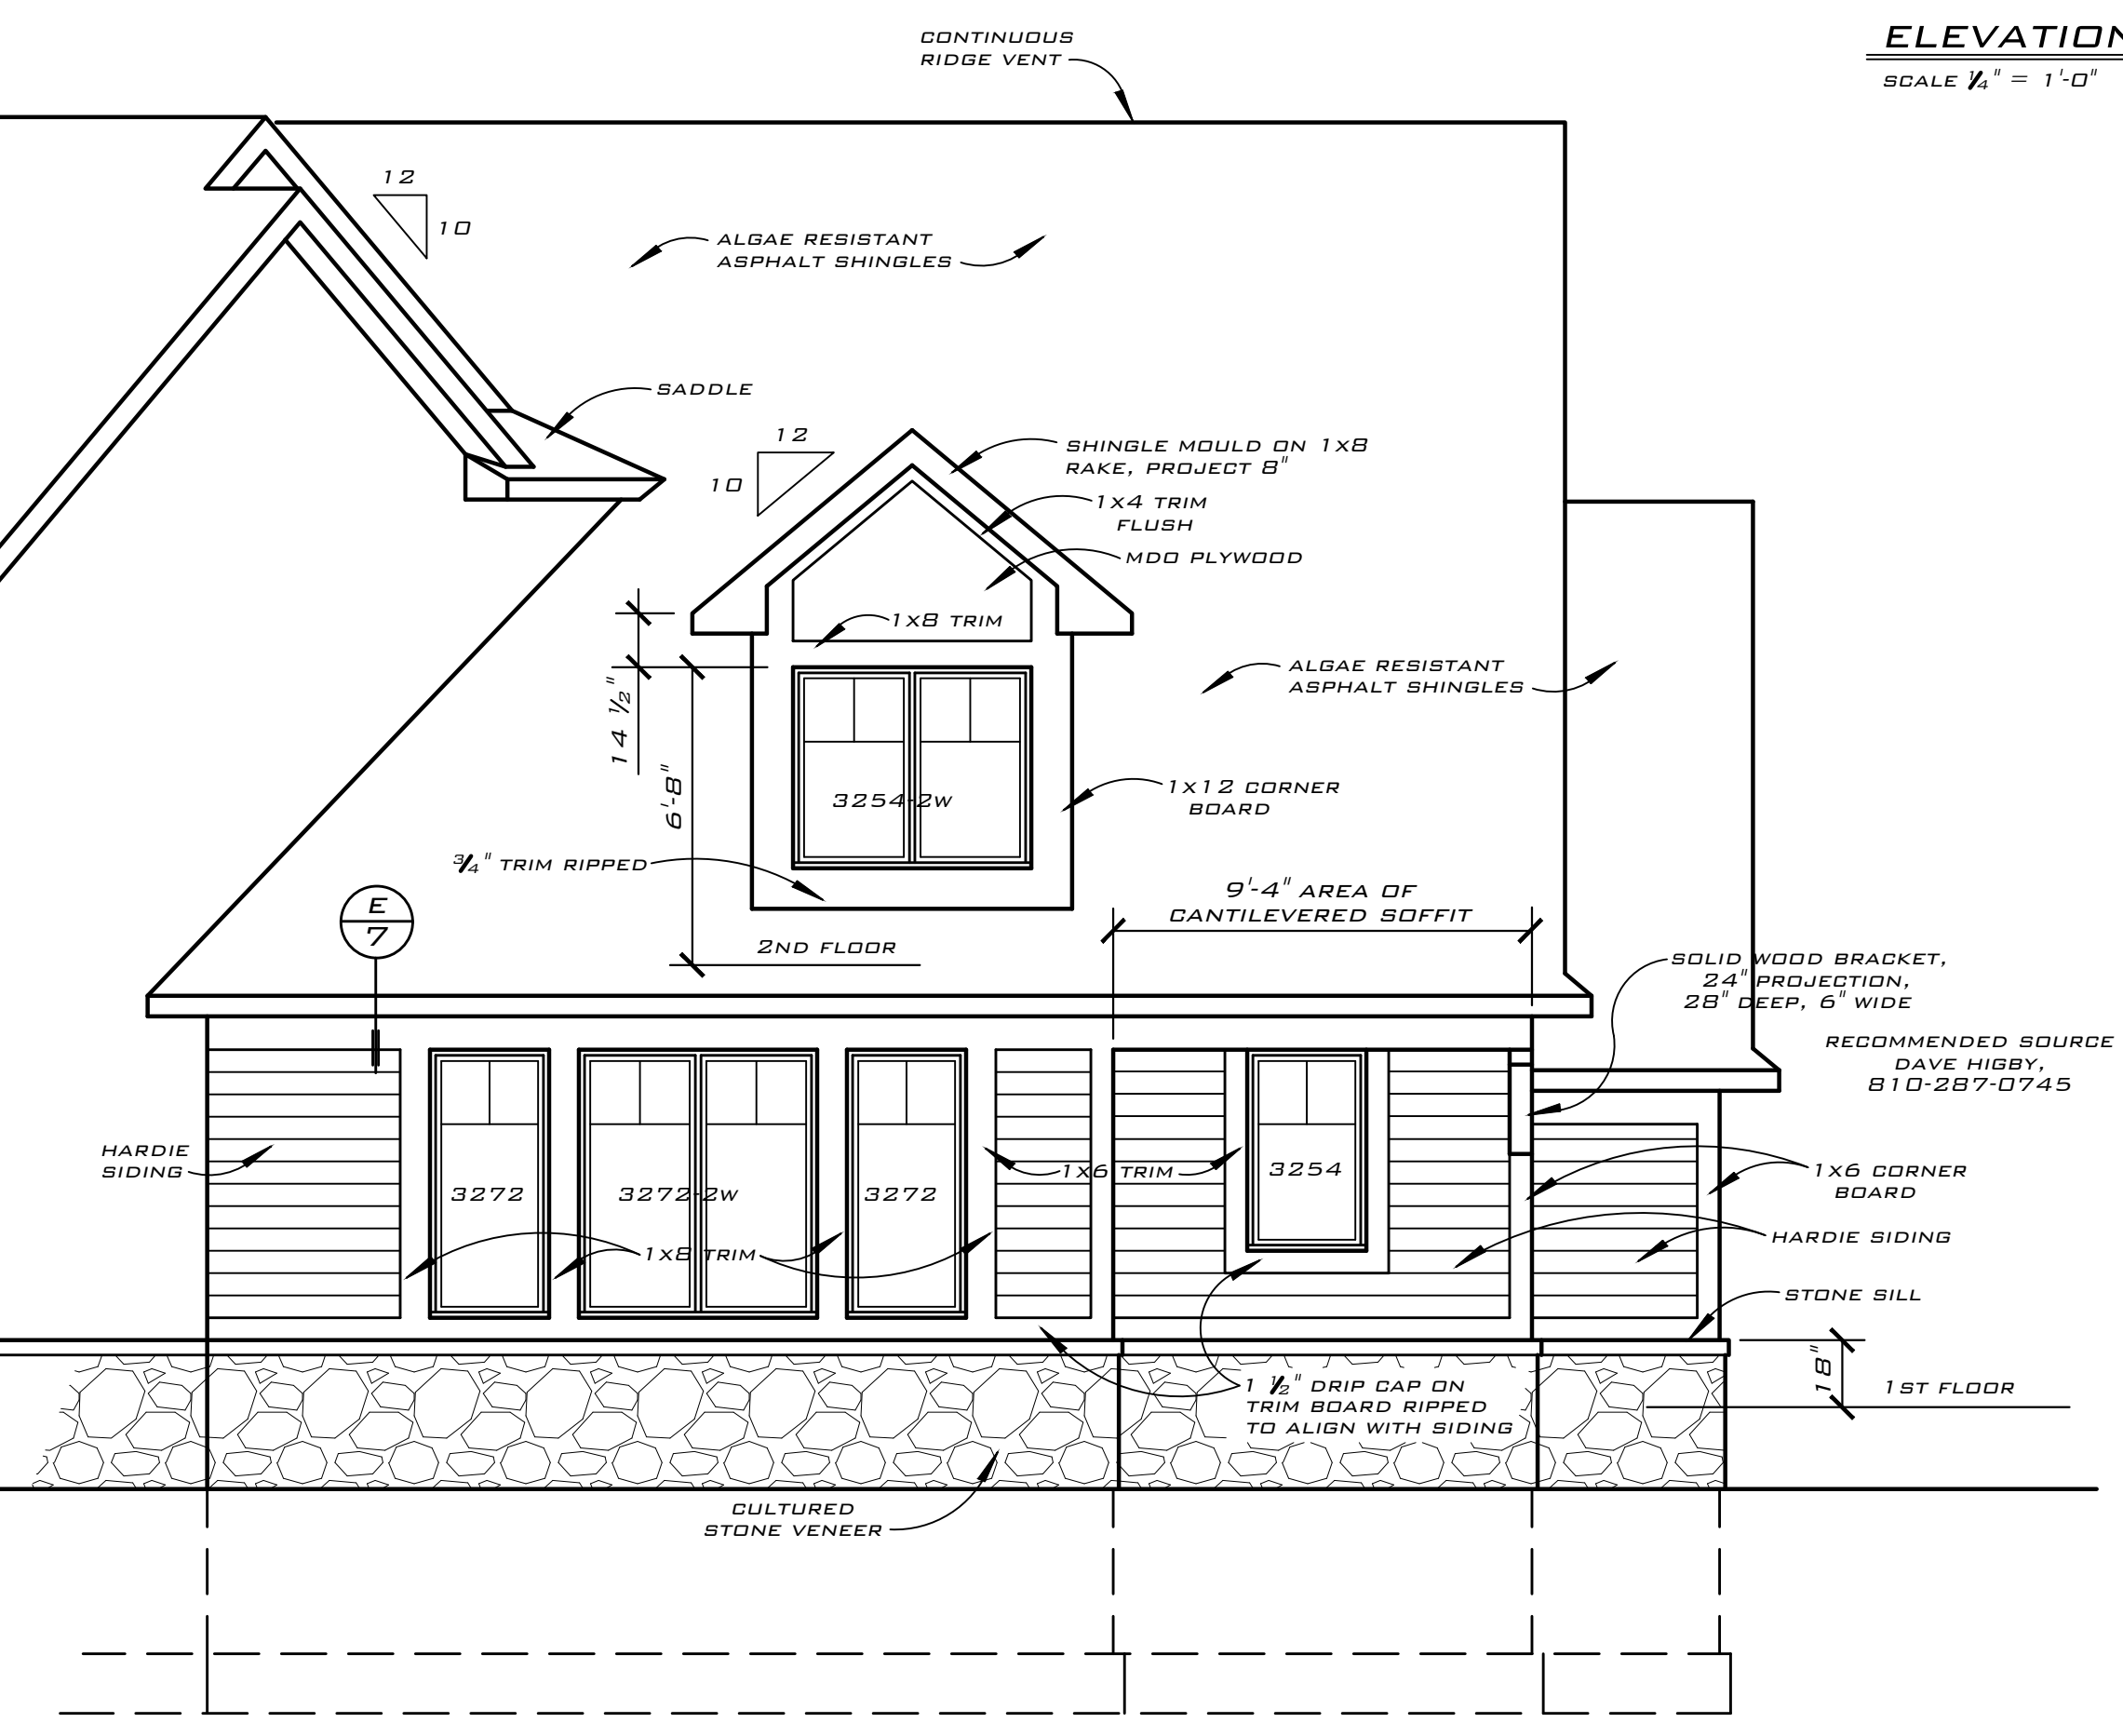 CONTINUOUS
RIDGE VENT
ELEVATION
SCALE ¼" = 1'-0"
12
10
ALGAE RESISTANT
ASPHALT SHINGLES
SADDLE
12
10
SHINGLE MOULD ON 1x8
RAKE, PROJECT 8"
1x4 TRIM
FLUSH
MDO PLYWOOD
1x8 TRIM
14 ½"
6'-8"
ALGAE RESISTANT
ASPHALT SHINGLES
3254-2W
1x12 CORNER
BOARD
¾" TRIM RIPPED
E
7
2ND FLOOR
9'-4" AREA OF
CANTILEVERED SOFFIT
SOLID WOOD BRACKET,
24" PROJECTION,
28" DEEP, 6" WIDE
RECOMMENDED SOURCE
DAVE HIGBY,
810-287-0745
HARDIE
SIDING
3272
3272-2W
3272
1x6 TRIM
3254
1x6 CORNER
BOARD
1x8 TRIM
HARDIE SIDING
STONE SILL
18"
1ST FLOOR
1 ½" DRIP CAP ON
TRIM BOARD RIPPED
TO ALIGN WITH SIDING
CULTURED
STONE VENEER